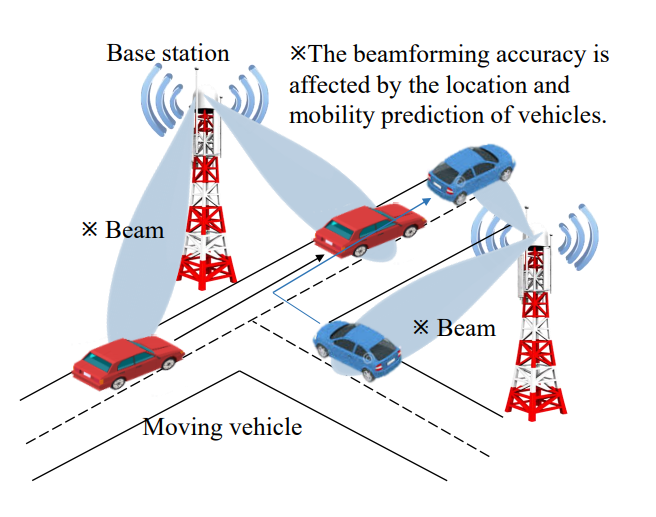 Base station
※The beamforming accuracy is
affected by the location and
mobility prediction of vehicles.
※ Beam
※ Beam
Moving vehicle